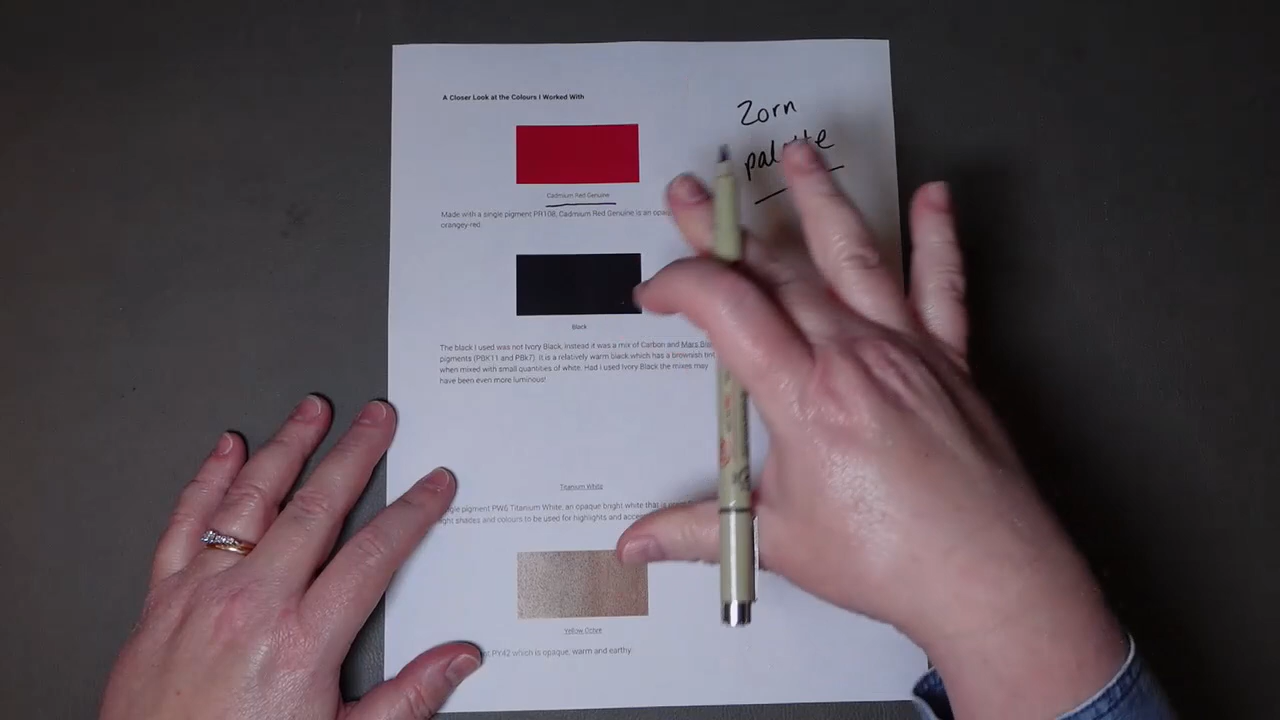 A Closer Look at the Colours I Worked With
Zorn
palette
Cadmium Red Genuine
Made with a single pigment PR108, Cadmium Red Genuine is an
orangey-red.
Black
The black I used was not Ivory Black, instead it was a mix of Carbon and Mars
pigments (PBK11 and PBk7). It is a relatively warm black which has a brownish
when mixed with small quantities of white. Had I used Ivory Black the mixes may
have been even more luminous!
Titanium White
pigment PW6 Titanium White, an opaque bright white that is
shades and colours to be used for highlights and
Yellow Ochre
PY42 which is opaque, warm and earthy.